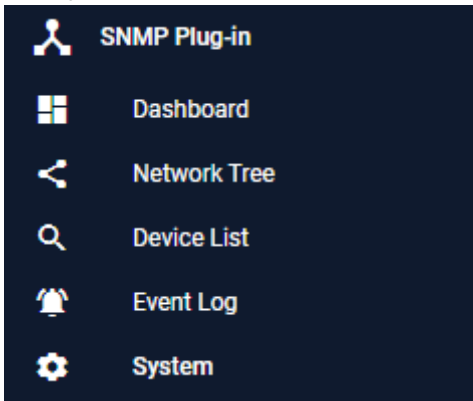 SNMP Plug-in
Dashboard
Network Tree
Device List
Event Log
System